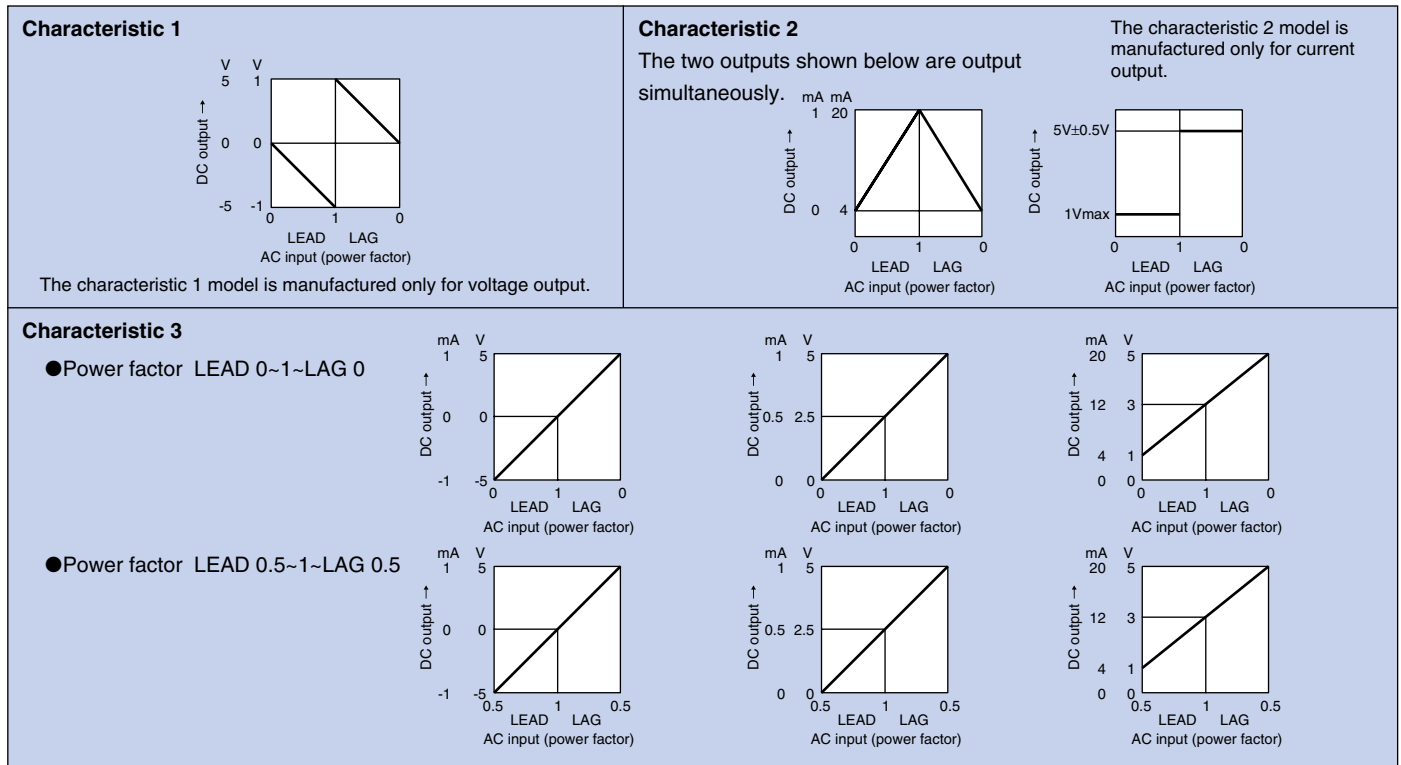 Characteristic 1
V V
5 1
DC output →
0 0
-5 -1
0 1 0
LEAD LAG
AC input (power factor)
The characteristic 1 model is manufactured only for voltage output.
Characteristic 2
The two outputs shown below are output
simultaneously.
The characteristic 2 model is
manufactured only for current
output.
mA mA
1 20
DC output →
0 4
0 1 0
LEAD LAG
AC input (power factor)
5V±0.5V
DC output →
1Vmax
0 1 0
LEAD LAG
AC input (power factor)
Characteristic 3
●Power factor LEAD 0~1~LAG 0
mA V
1 5
DC output →
0 0
-1 -5
0 1 0
LEAD LAG
AC input (power factor)
mA V
1 5
DC output →
0.5 2.5
0 0
0 1 0
LEAD LAG
AC input (power factor)
mA V
20 5
DC output →
12 3
4 1
0 0
0 1 0
LEAD LAG
AC input (power factor)
●Power factor LEAD 0.5~1~LAG 0.5
mA V
1 5
DC output →
0 0
-1 -5
0.5 1 0.5
LEAD LAG
AC input (power factor)
mA V
1 5
DC output →
0.5 2.5
0 0
0.5 1 0.5
LEAD LAG
AC input (power factor)
mA V
20 5
DC output →
12 3
4 1
0 0
0.5 1 0.5
LEAD LAG
AC input (power factor)